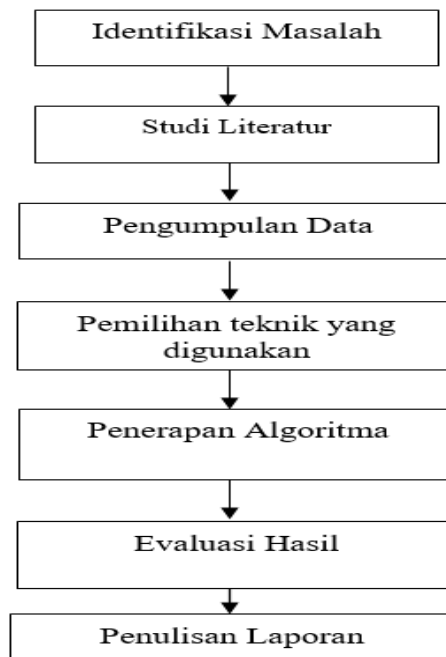 Identifikasi Masalah
Studi Literatur
Pengumpulan Data
Pemilihan teknik yang
digunakan
Penerapan Algoritma
Evaluasi Hasil
Penulisan Laporan